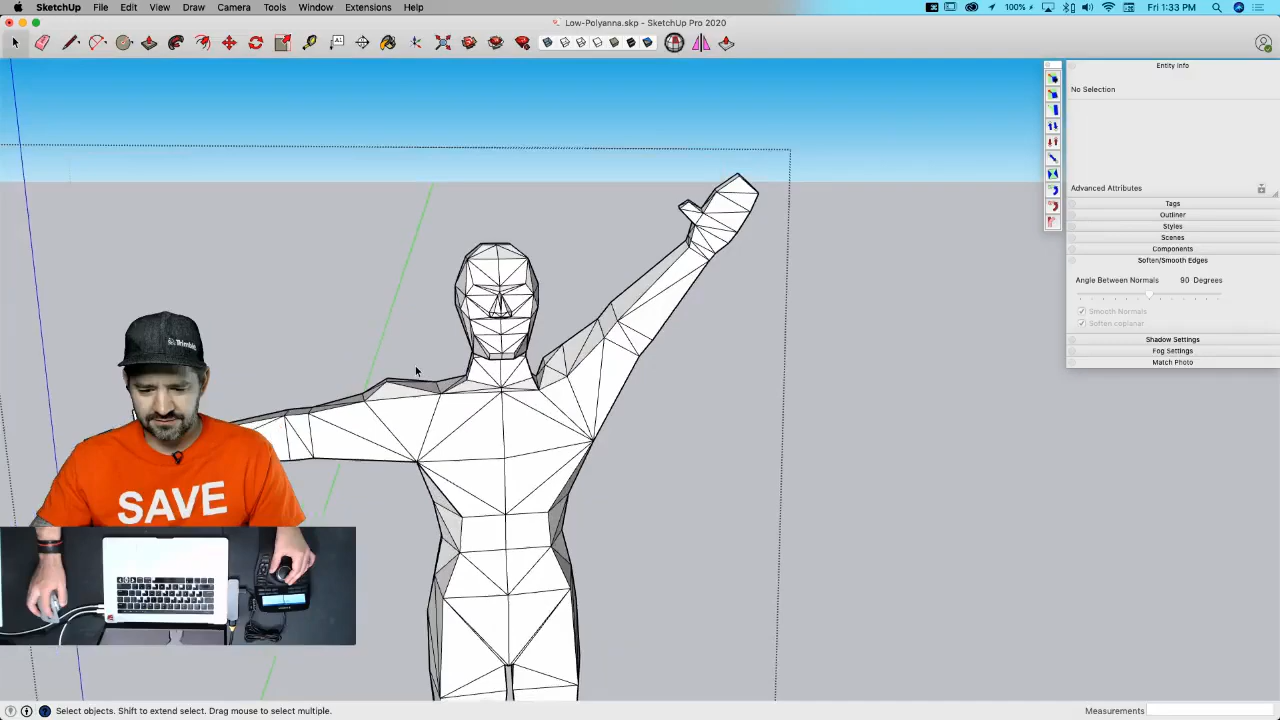 SketchUp File Edit View Draw Camera Tools Window Extensions Help 100% Fri 1:33 PM
Low-Polyanna.skp - SketchUp Pro 2020
Entity Info
No Selection
Advanced Attributes
Tags
Outliner
Styles
Scenes
Components
Soften/Smooth Edges
Angle Between Normals 90 Degrees
Smooth Normals
Soften coplanar
Shadow Settings
Fog Settings
Match Photo
Trimble
SAVE
Select objects. Shift to extend select. Drag mouse to select multiple. Measurements